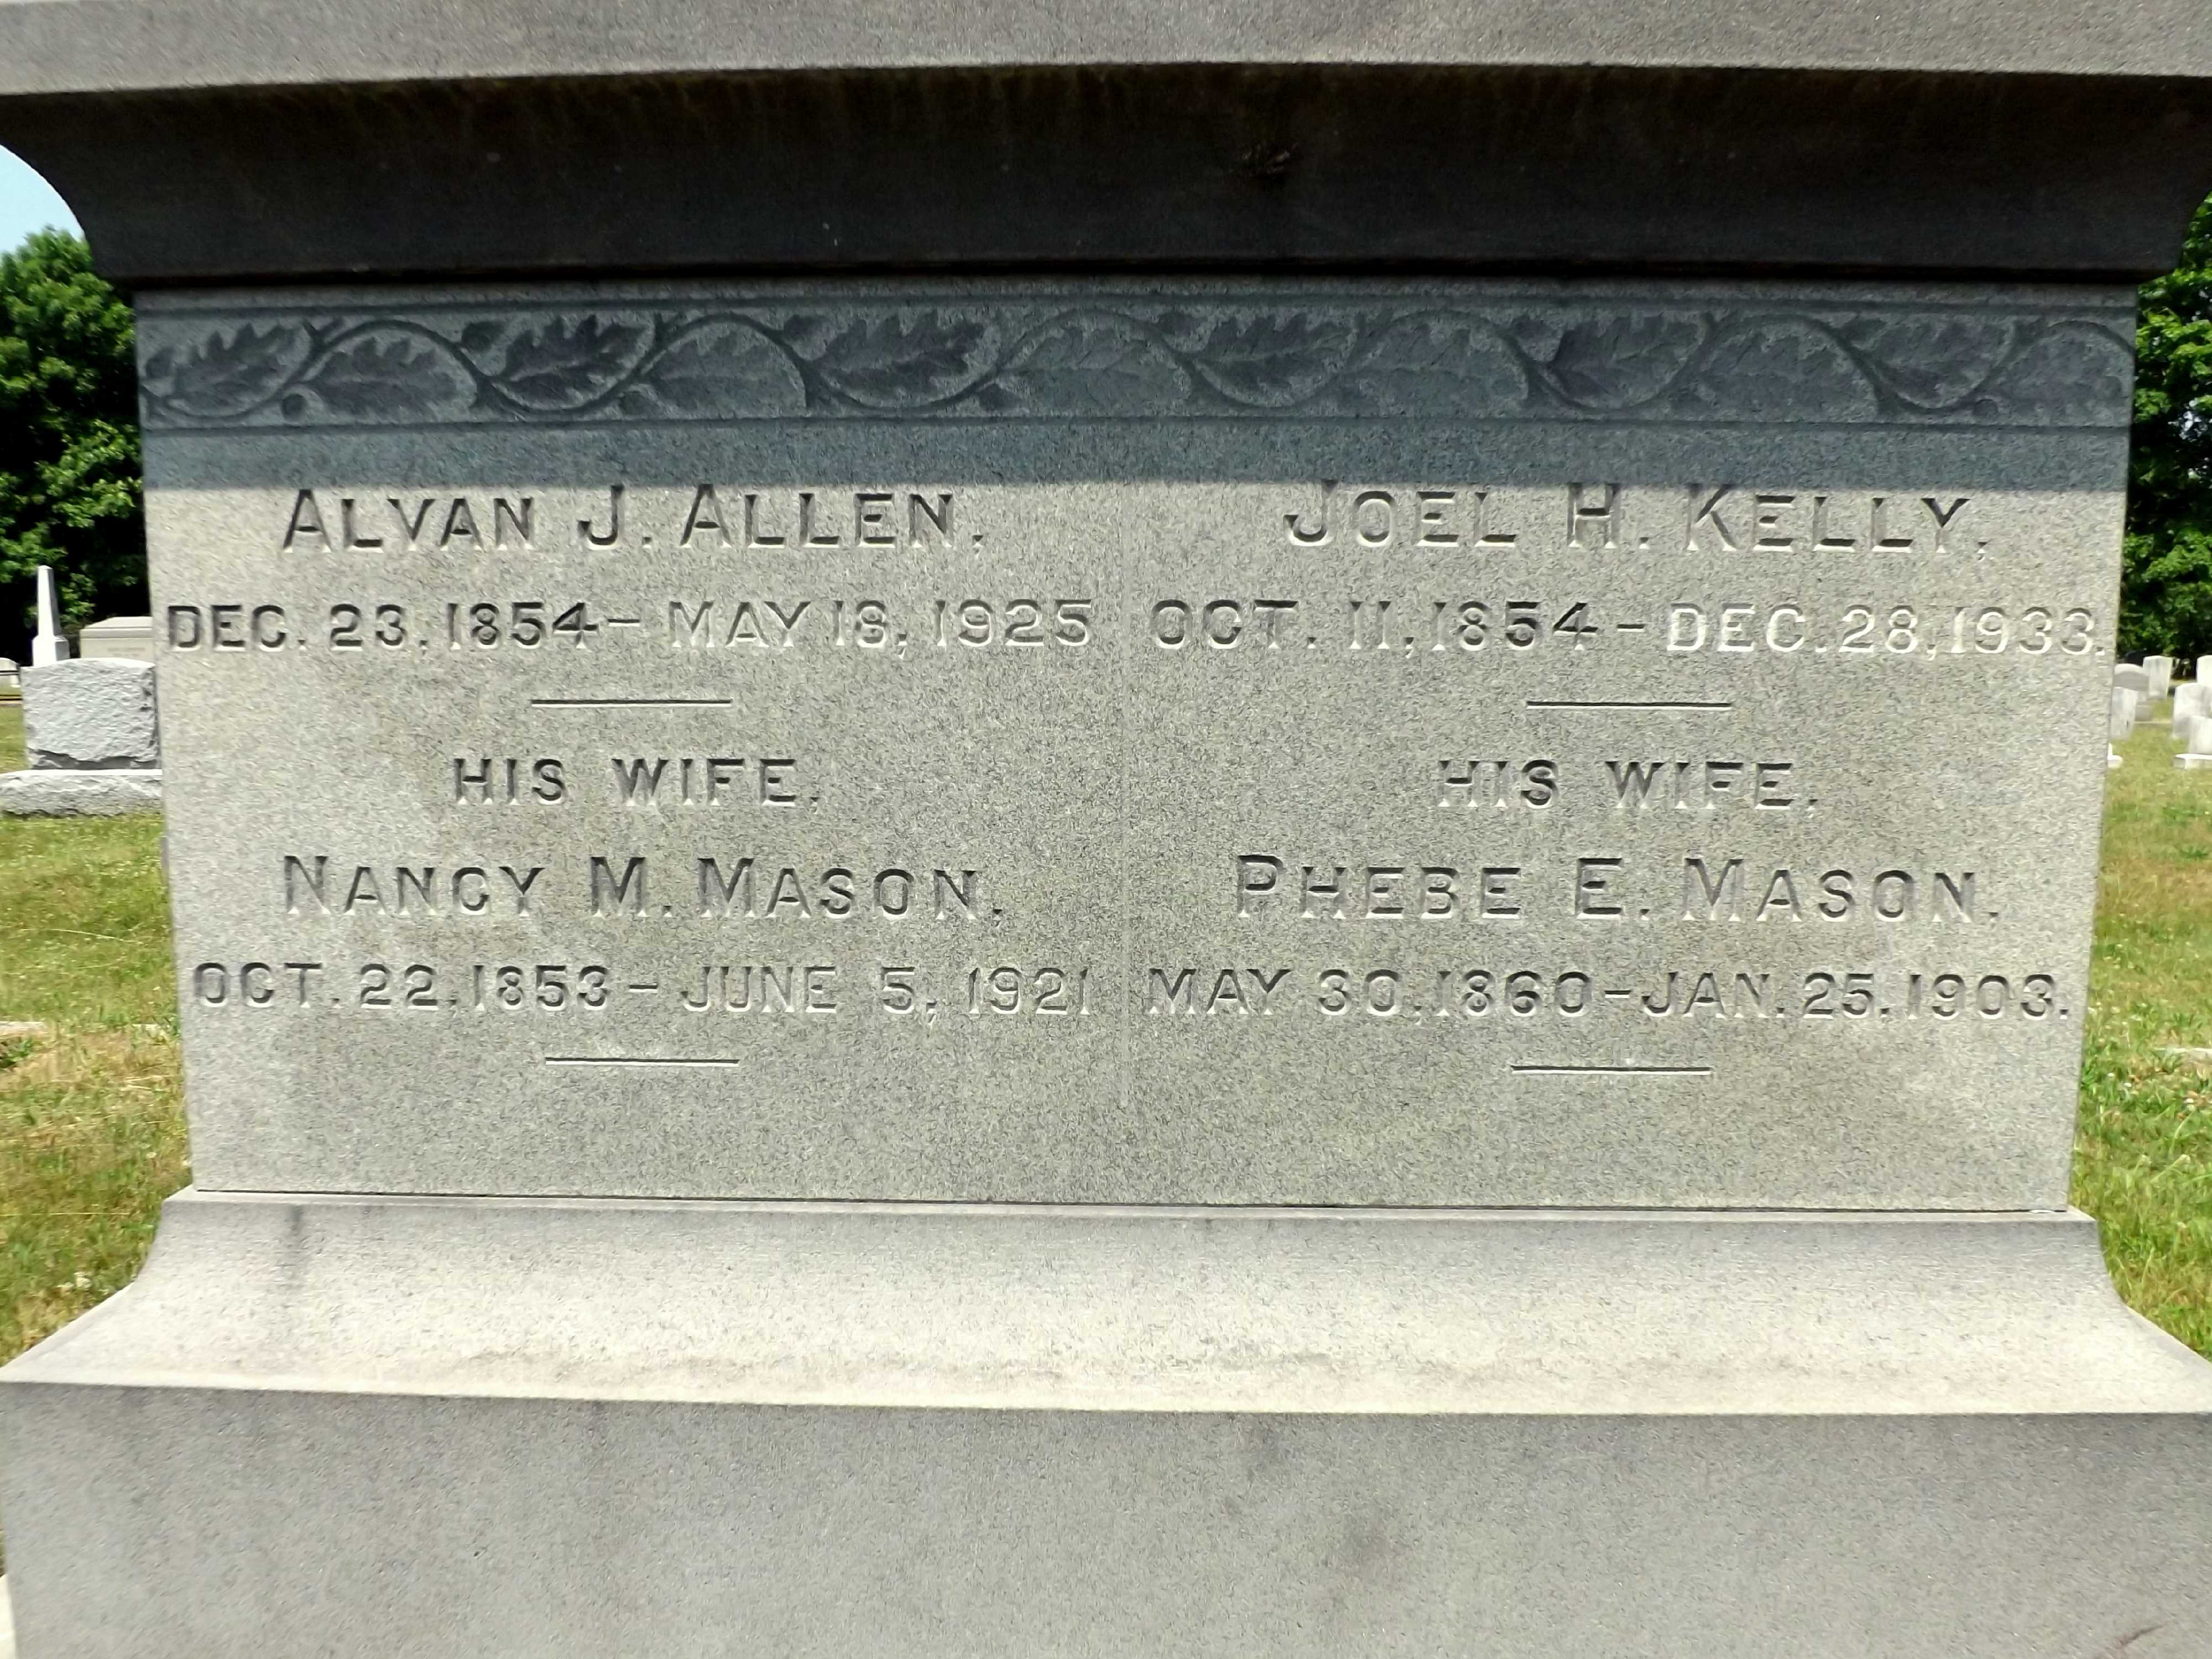 ALVAN J. ALLEN.
DEC. 23, 1854 – MAY 18, 1925
HIS WIFE.
NANCY M. MASON.
OCT. 22, 1853 – JUNE 5, 1921
JOEL H. KELLY.
OCT. 11, 1854 – DEC. 28, 1933.
HIS WIFE.
PHEBE E. MASON.
MAY 30, 1860 – JAN. 25, 1903.